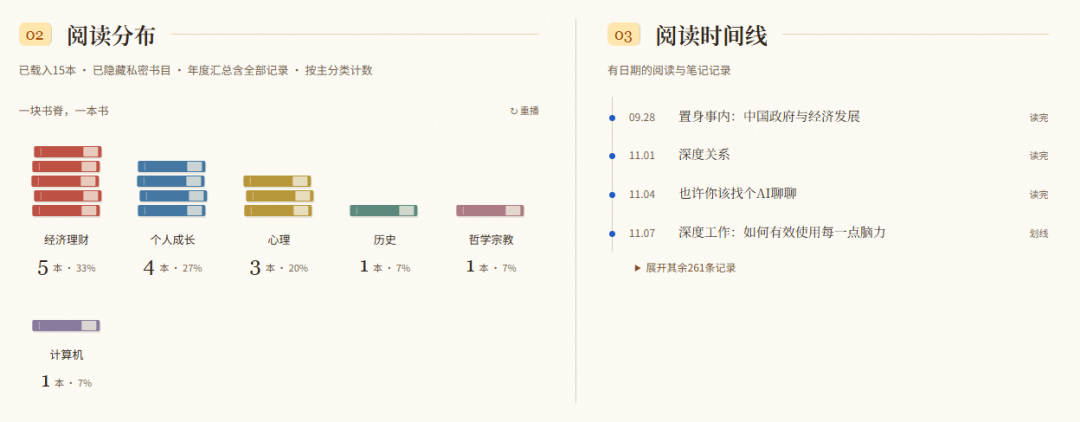 02 阅读分布
已载入15本 · 已隐藏私密书目 · 年度汇总含全部记录 · 按主分类计数
一块书脊，一本书
↻重播
经济理财
5 本 · 33%
个人成长
4 本 · 27%
心理
3 本 · 20%
历史
1 本 · 7%
哲学宗教
1 本 · 7%
计算机
1 本 · 7%
03 阅读时间线
有日期的阅读与笔记记录
09.28 置身事内：中国政府与经济发展 读完
11.01 深度关系 读完
11.04 也许你该找个AI聊聊 读完
11.07 深度工作：如何有效使用每一点脑力 划线
▶ 展开其余261条记录